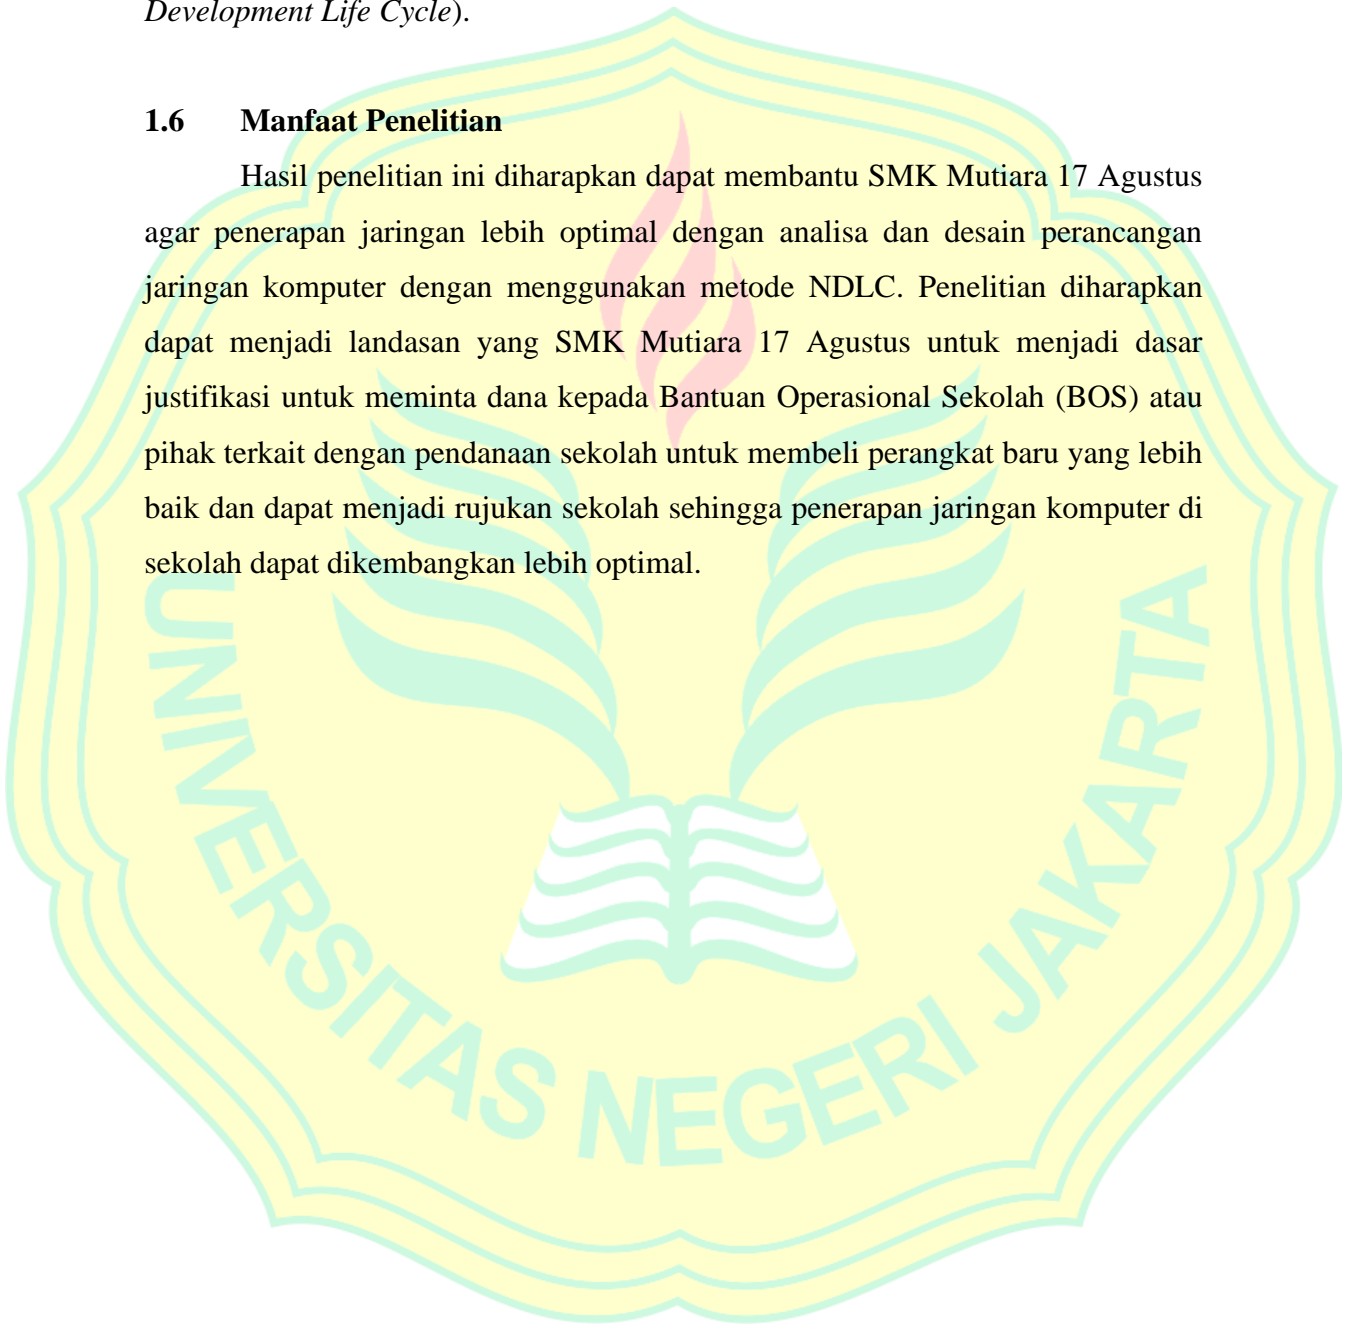 Development Life Cycle).
1.6 Manfaat Penelitian
Hasil penelitian ini diharapkan dapat membantu SMK Mutiara 17 Agustus
agar penerapan jaringan lebih optimal dengan analisa dan desain perancangan
jaringan komputer dengan menggunakan metode NDLC. Penelitian diharapkan
dapat menjadi landasan yang SMK Mutiara 17 Agustus untuk menjadi dasar
justifikasi untuk meminta dana kepada Bantuan Operasional Sekolah (BOS) atau
pihak terkait dengan pendanaan sekolah untuk membeli perangkat baru yang lebih
baik dan dapat menjadi rujukan sekolah sehingga penerapan jaringan komputer di
sekolah dapat dikembangkan lebih optimal.
UNIVERSITAS NEGERI JAKARTA